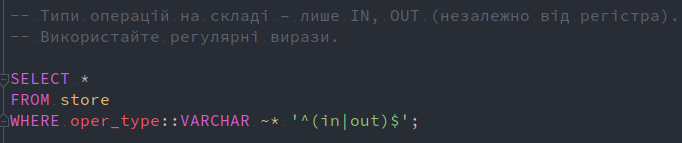 -- Типи операцій на складі – лише IN, OUT (незалежно від регістра).
-- Використайте регулярні вирази.
SELECT *
FROM store
WHERE oper_type::VARCHAR ~* '^(in|out)$';